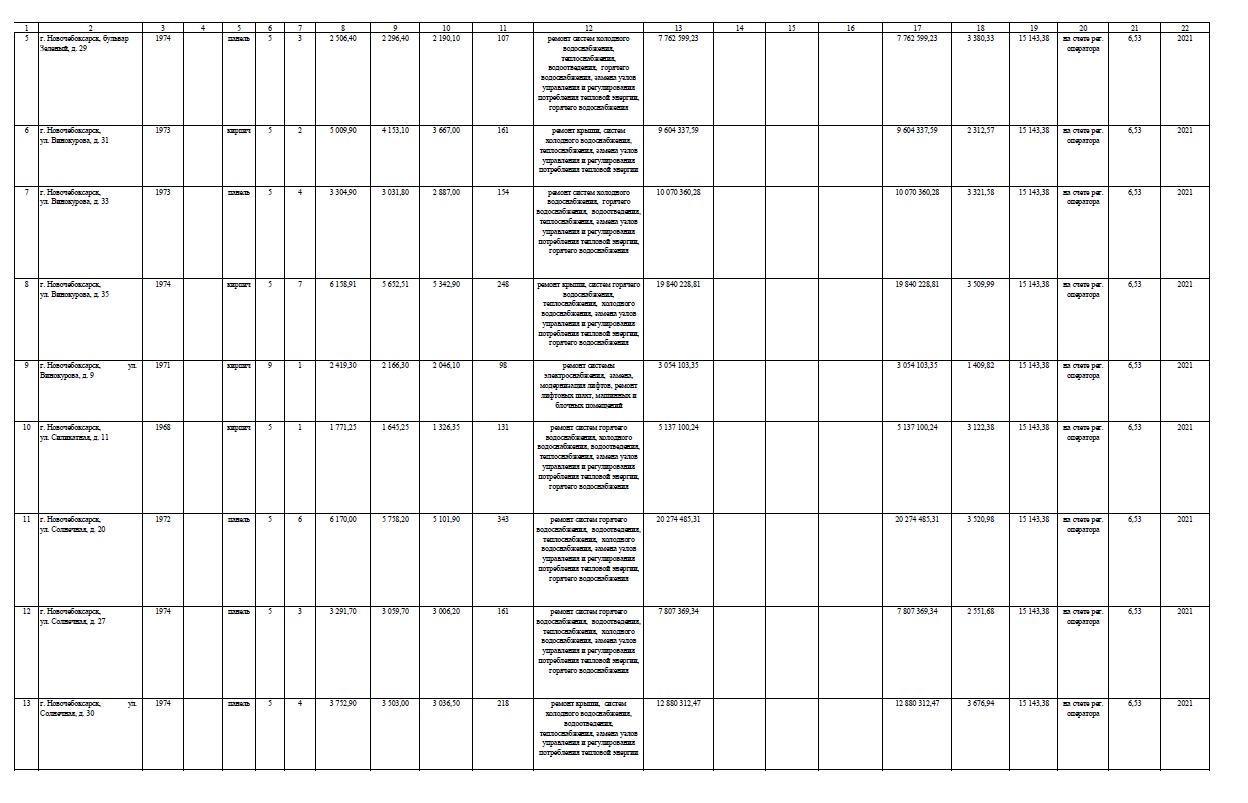 1 2 3 4 5 6 7 8 9 10 11 12 13 14 15 16 17 18 19 20 21 22
5 г. Новочебоксарск, бульвар 1974 панель 5 3 2 506,40 2 296,40 2 190,10 107 ремонт систем холодного 7 762 599,23 7 762 599,23 3 380,33 15 143,38 на счете рег. 6,53 2021
Зеленый, д. 29 водоснабжения, оператора
теплоснабжения,
водоотведения, горячего
водоснабжения, замена узлов
управления и регулирования
потребления тепловой энергии,
горячего водоснабжения
6 г. Новочебоксарск, 1973 кирпич 5 2 5 009,90 4 153,10 3 667,00 161 ремонт крыши, систем 9 604 337,59 9 604 337,59 2 312,57 15 143,38 на счете рег. 6,53 2021
ул. Винокурова, д. 31 холодного водоснабжения, оператора
теплоснабжения, замена узлов
управления и регулирования
потребления тепловой энергии
7 г. Новочебоксарск, 1973 панель 5 4 3 304,90 3 031,80 2 887,00 154 ремонт систем холодного 10 070 360,28 10 070 360,28 3 321,58 15 143,38 на счете рег. 6,53 2021
ул. Винокурова, д. 33 водоснабжения, горячего оператора
водоснабжения, водоотведения,
теплоснабжения, замена узлов
управления и регулирования
потребления тепловой энергии,
горячего водоснабжения
8 г. Новочебоксарск, 1974 кирпич 5 7 6 158,91 5 652,51 5 342,90 248 ремонт крыши, систем горячего 19 840 228,81 19 840 228,81 3 509,99 15 143,38 на счете рег. 6,53 2021
ул. Винокурова, д. 35 водоснабжения, оператора
теплоснабжения, холодного
водоснабжения, замена узлов
управления и регулирования
потребления тепловой энергии,
горячего водоснабжения
9 г. Новочебоксарск, ул. 1971 кирпич 9 1 2 419,30 2 166,30 2 046,10 98 ремонт системы 3 054 103,35 3 054 103,35 1 409,82 15 143,38 на счете рег. 6,53 2021
Винокурова, д. 9 электроснабжения, замена, оператора
модернизация лифтов, ремонт
лифтовых шахт, машинных и
блочных помещений
10 г. Новочебоксарск, 1968 кирпич 5 1 1 771,25 1 645,25 1 326,35 131 ремонт систем горячего 5 137 100,24 5 137 100,24 3 122,38 15 143,38 на счете рег. 6,53 2021
ул. Силикатная, д. 11 водоснабжения, холодного оператора
водоснабжения, водоотведения,
теплоснабжения, замена узлов
управления и регулирования
потребления тепловой энергии,
горячего водоснабжения
11 г. Новочебоксарск, 1972 панель 5 6 6 170,00 5 758,20 5 101,90 343 ремонт систем горячего 20 274 485,31 20 274 485,31 3 520,98 15 143,38 на счете рег. 6,53 2021
ул. Солнечная, д. 20 водоснабжения, водоотведения, оператора
теплоснабжения, холодного
водоснабжения, замена узлов
управления и регулирования
потребления тепловой энергии,
горячего водоснабжения
12 г. Новочебоксарск, 1974 панель 5 3 3 291,70 3 059,70 3 006,20 161 ремонт систем горячего 7 807 369,34 7 807 369,34 2 551,68 15 143,38 на счете рег. 6,53 2021
ул. Солнечная, д. 27 водоснабжения, водоотведения, оператора
теплоснабжения, холодного
водоснабжения, замена узлов
управления и регулирования
потребления тепловой энергии,
горячего водоснабжения
13 г. Новочебоксарск, ул. 1974 панель 5 4 3 752,90 3 503,00 3 036,50 218 ремонт крыши, систем 12 880 312,47 12 880 312,47 3 676,94 15 143,38 на счете рег. 6,53 2021
Солнечная, д. 30 холодного водоснабжения, оператора
водоотведения,
теплоснабжения, замена узлов
управления и регулирования
потребления тепловой энергии